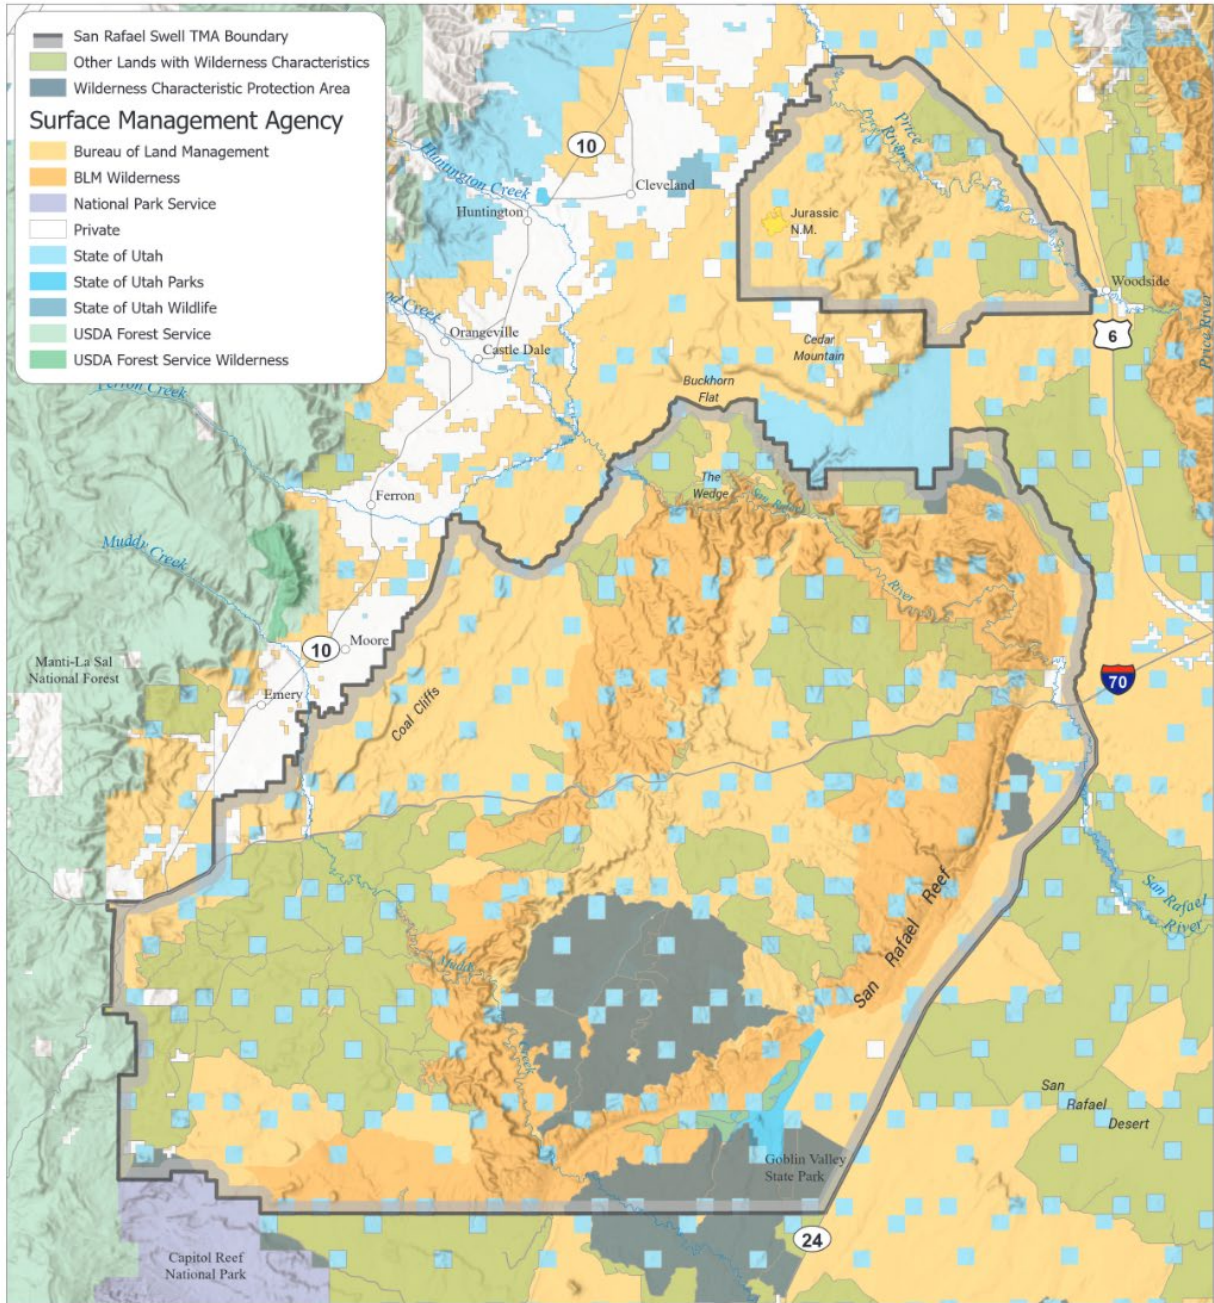 San Rafael Swell TMA Boundary
Other Lands with Wilderness Characteristics
Wilderness Characteristic Protection Area
Surface Management Agency
Bureau of Land Management
BLM Wilderness
National Park Service
Private
State of Utah
State of Utah Parks
State of Utah Wildlife
USDA Forest Service
USDA Forest Service Wilderness
10
Huntington Creek
Cleveland
Huntington
Price
River
Price
River
Jurassic
N.M.
Woodside
6
Price River
Creek
Orangeville
Castle Dale
Cedar
Mountain
Buckhorn
Flat
Ferron Creek
The
Wedge
San Rafael
River
Ferron
Muddy Creek
10
Moore
Manti-La Sal
National Forest
Emery
Coal Cliffs
70
San Rafael
River
San Rafael Reef
Muddy
Creek
San
Rafael
Desert
Goblin Valley
State Park
24
Capitol Reef
National Park